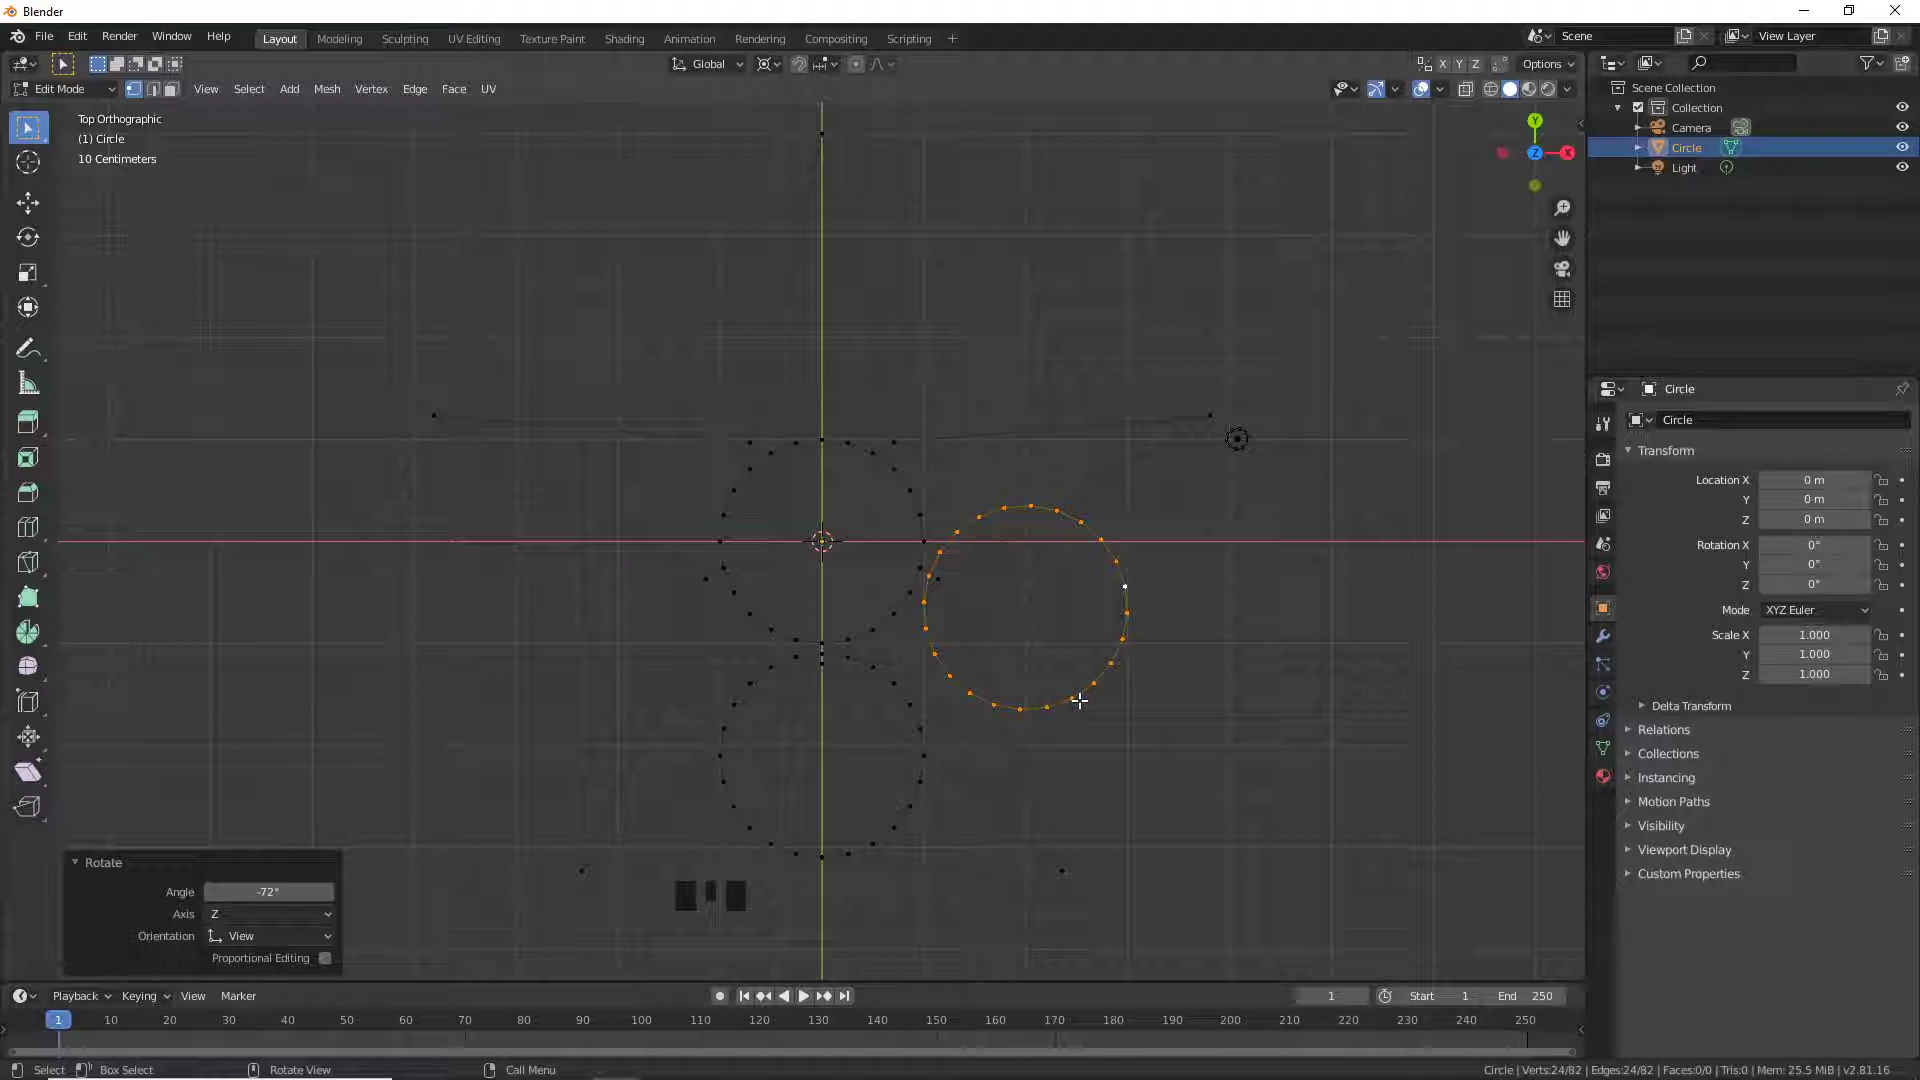 Blender
File Edit Render Window Help
Layout Modeling Sculpting UV Editing Texture Paint Shading Animation Rendering Compositing Scripting +
Scene View Layer
Global X Y Z Options
Edit Mode View Select Add Mesh Vertex Edge Face UV
Top Orthographic
(1) Circle
10 Centimeters
Y
Z X
Scene Collection
Collection
Camera
Circle
Light
Circle
Circle
Transform
Location X 0 m
Y 0 m
Z 0 m
Rotation X 0°
Y 0°
Z 0°
Mode XYZ Euler
Scale X 1.000
Y 1.000
Z 1.000
Delta Transform
Relations
Collections
Instancing
Motion Paths
Visibility
Viewport Display
Custom Properties
Rotate
Angle -72°
Axis Z
Orientation View
Proportional Editing
Playback Keying View Marker 1 Start 1 End 250
1 10 20 30 40 50 60 70 80 90 100 110 120 130 140 150 160 170 180 190 200 210 220 230 240 250
Select Box Select Rotate View Call Menu Circle | Verts:24/82 | Edges:24/82 | Faces:0/0 | Tris:0 | Mem: 25.5 MiB | v2.81.16